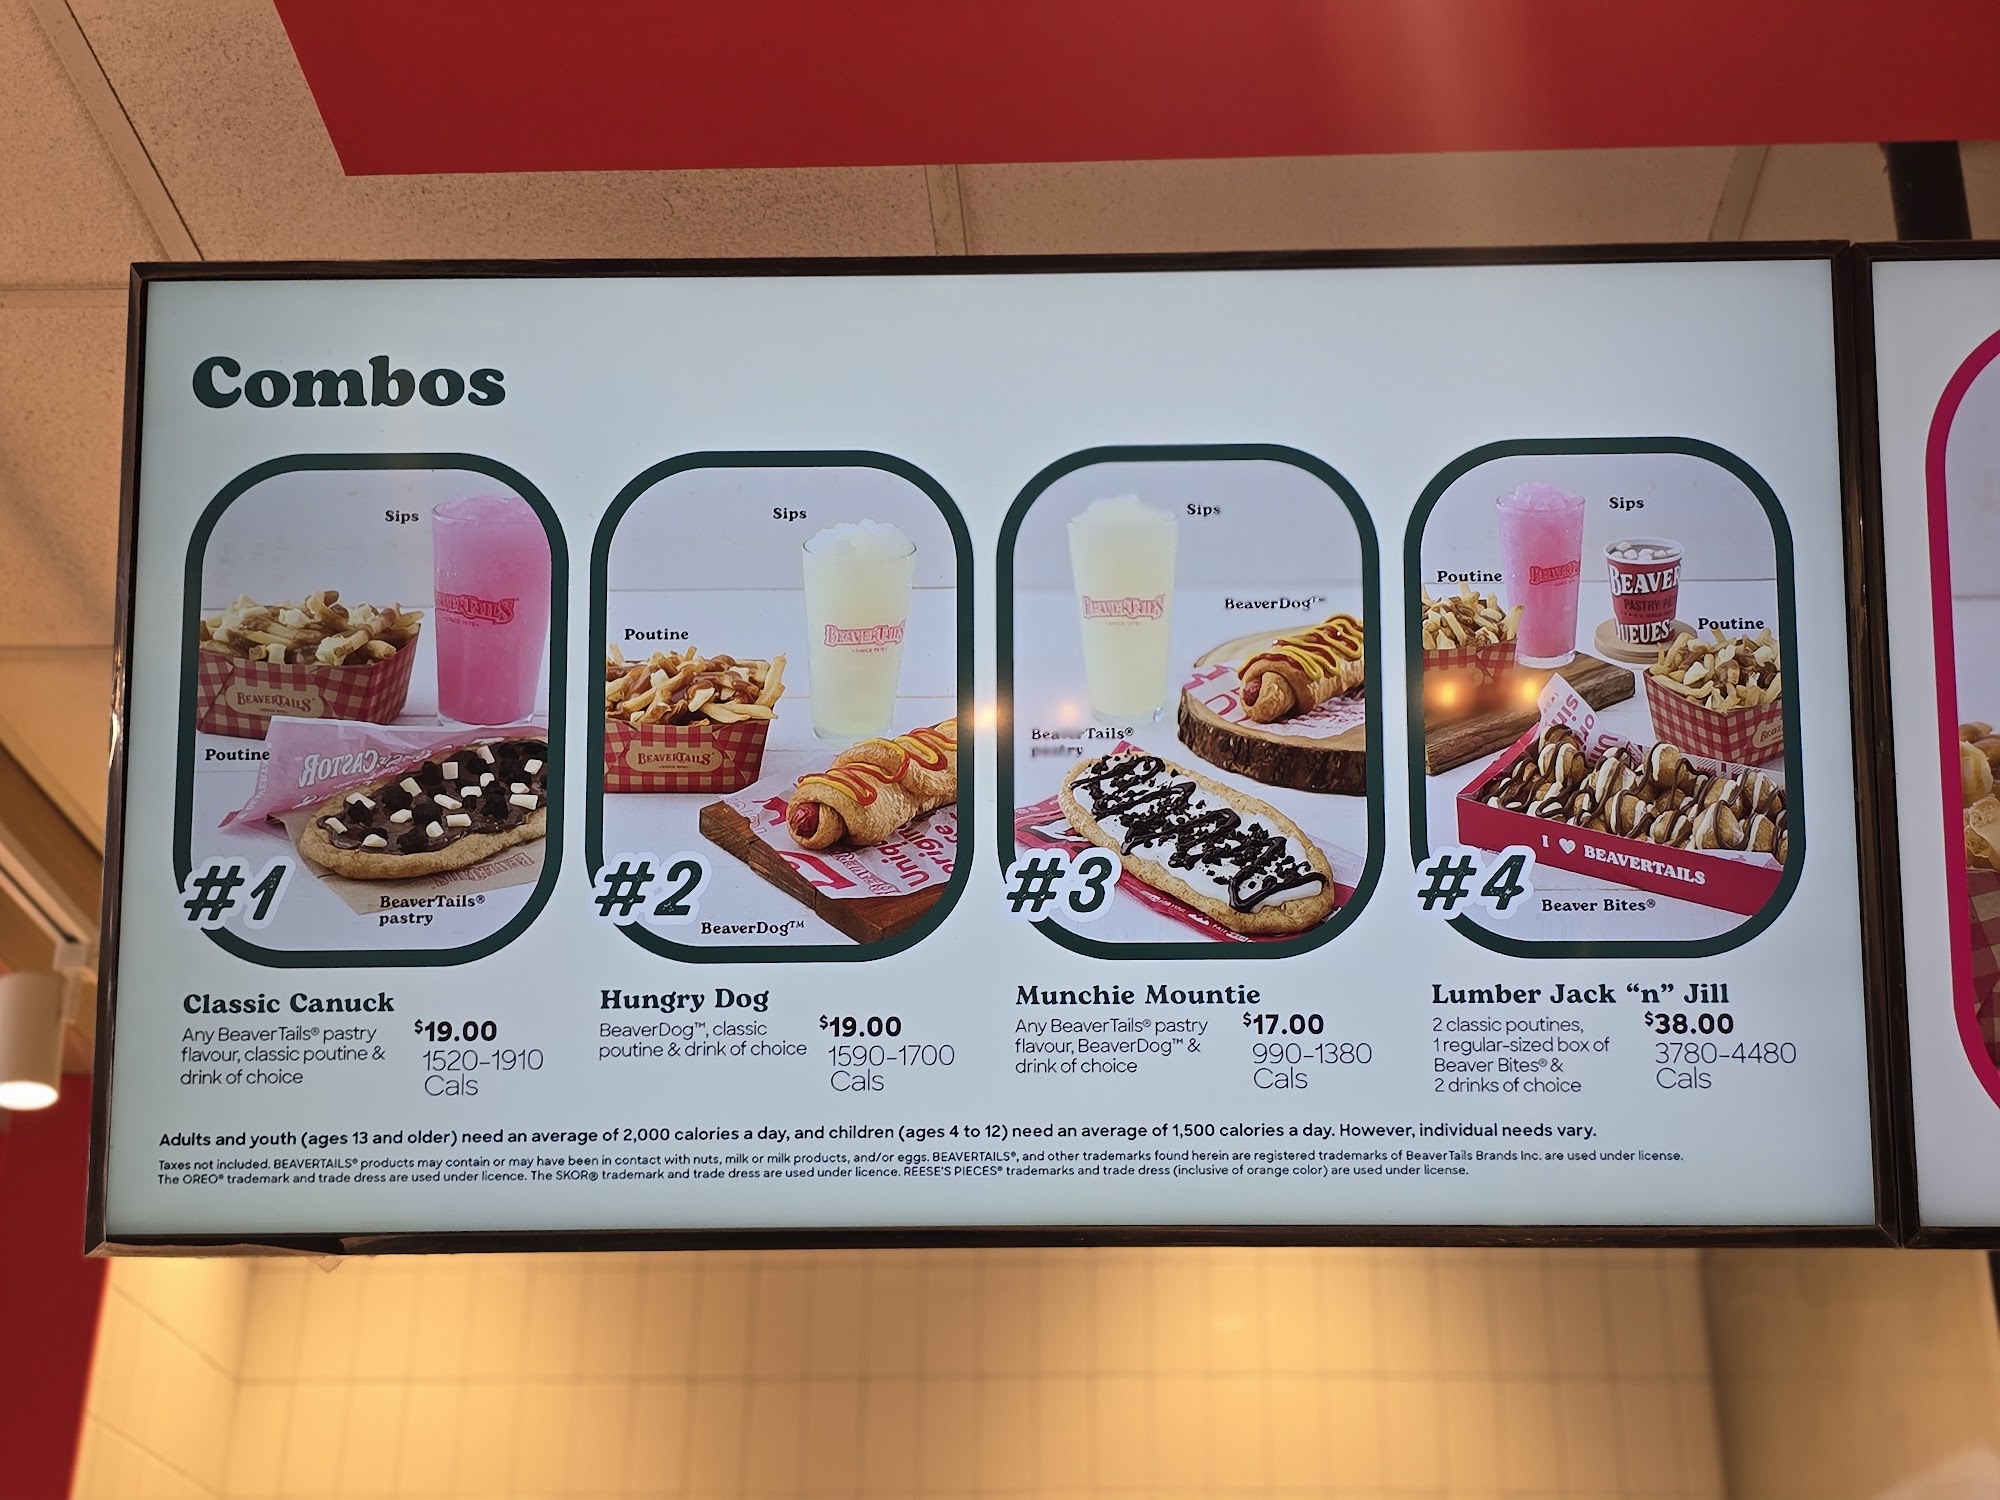 Combos
Sips
Poutine
BEAVERTAILS
BeaverTails® pastry
#1
Sips
Poutine
BEAVERTAILS
BeaverDog™
#2
Sips
BEAVERTAILS
BeaverDog™
BeaverTails®
pastry
#3
Sips
Poutine
Poutine
I ♥ BEAVERTAILS
Beaver Bites®
#4
Classic Canuck
Any BeaverTails® pastry
flavour, classic poutine &
drink of choice
$19.00
1520-1910
Cals
Hungry Dog
BeaverDog™, classic
poutine & drink of choice
$19.00
1590-1700
Cals
Munchie Mountie
Any BeaverTails® pastry
flavour, BeaverDog™ &
drink of choice
$17.00
990-1380
Cals
Lumber Jack “n” Jill
2 classic poutines,
1 regular-sized box of
Beaver Bites® &
2 drinks of choice
$38.00
3780-4480
Cals
Adults and youth (ages 13 and older) need an average of 2,000 calories a day, and children (ages 4 to 12) need an average of 1,500 calories a day. However, individual needs vary.
Taxes not included. BEAVERTAILS® products may contain or may have been in contact with nuts, milk or milk products, and/or eggs. BEAVERTAILS®, and other trademarks found herein are registered trademarks of BeaverTails Brands Inc. are used under license.
The OREO® trademark and trade dress are used under licence. The SKOR® trademark and trade dress are used under licence. REESE'S PIECES® trademarks and trade dress (inclusive of orange color) are used under license.